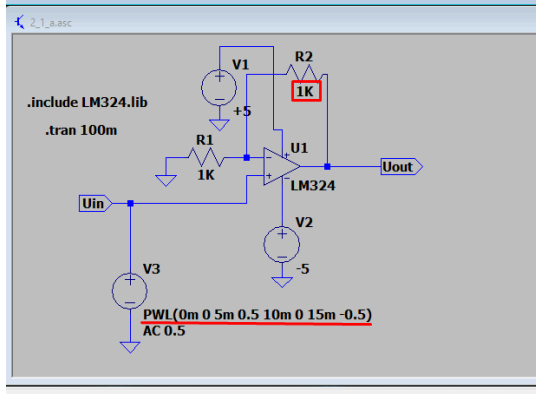 2_1_a.asc
V1
R2
1K
+5
.include LM324.lib
.tran 100m
R1
1K
U1
LM324
Uout
Uin
V2
-5
V3
PWL(0m 0 5m 0.5 10m 0 15m -0.5)
AC 0.5